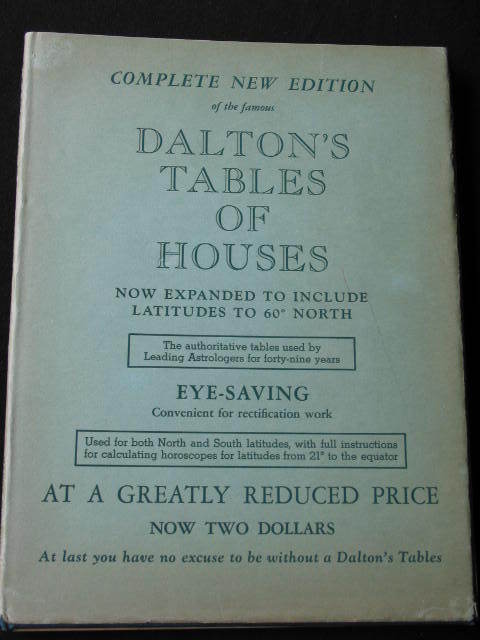 COMPLETE NEW EDITION
of the famous
DALTON'S
TABLES
OF
HOUSES
NOW EXPANDED TO INCLUDE
LATITUDES TO 60° NORTH
The authoritative tables used by
Leading Astrologers for forty-nine years
EYE-SAVING
Convenient for rectification work
Used for both North and South latitudes, with full instructions
for calculating horoscopes for latitudes from 21° to the equator
AT A GREATLY REDUCED PRICE
NOW TWO DOLLARS
At last you have no excuse to be without a Dalton's Tables